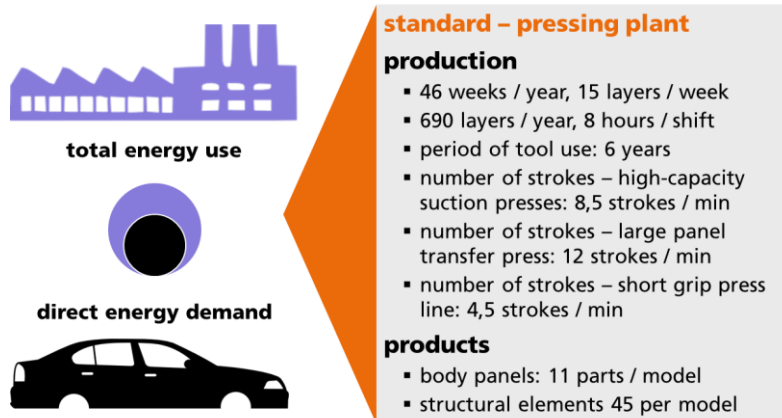 total energy use
direct energy demand
standard – pressing plant
production
▪ 46 weeks / year, 15 layers / week
▪ 690 layers / year, 8 hours / shift
▪ period of tool use: 6 years
▪ number of strokes – high-capacity
suction presses: 8,5 strokes / min
▪ number of strokes – large panel
transfer press: 12 strokes / min
▪ number of strokes – short grip press
line: 4,5 strokes / min
products
▪ body panels: 11 parts / model
▪ structural elements 45 per model